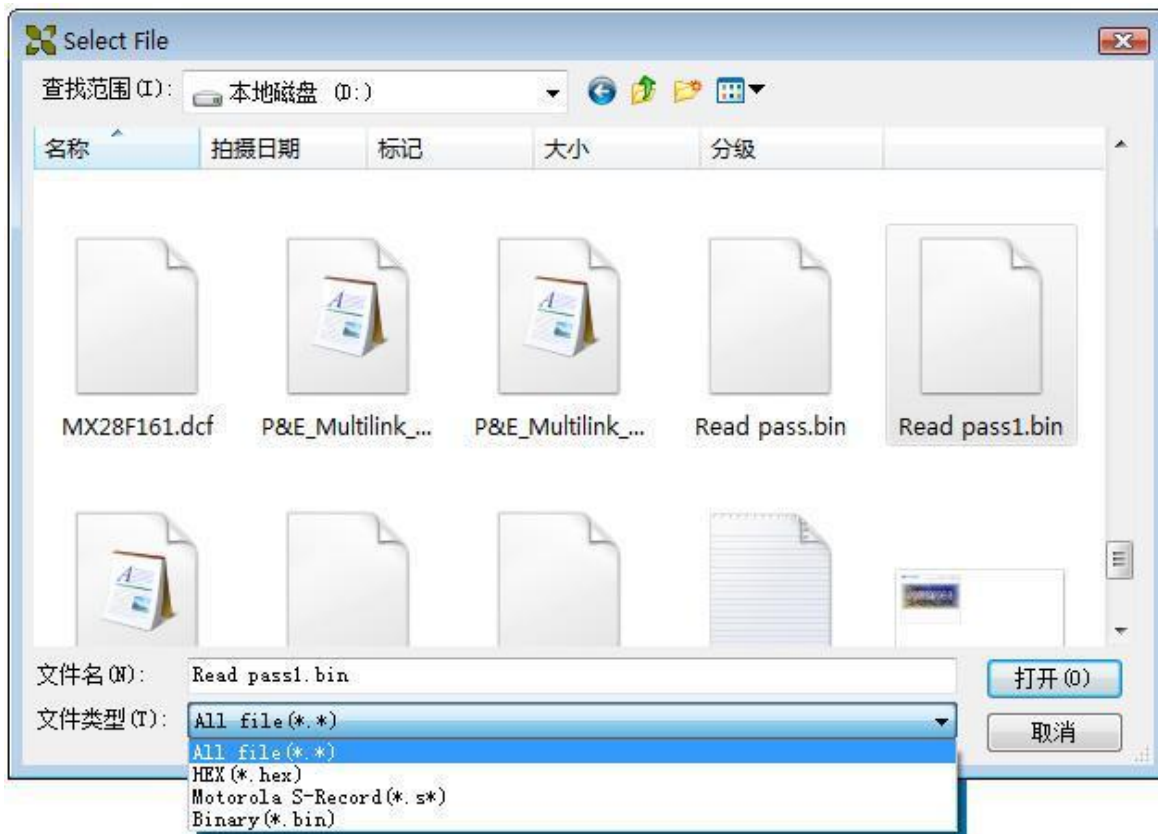 Select File
查找范围(I): 本地磁盘 (D:)
名称 拍摄日期 标记 大小 分级
MX28F161.dcf P&E_Multilink_... P&E_Multilink_... Read pass.bin Read pass1.bin
文件名(N): Read pass1.bin 打开(O)
文件类型(T): All file(*.*) 取消
All file(*.*)
HEX(*.hex)
Motorola S-Record(*.s*)
Binary(*.bin)